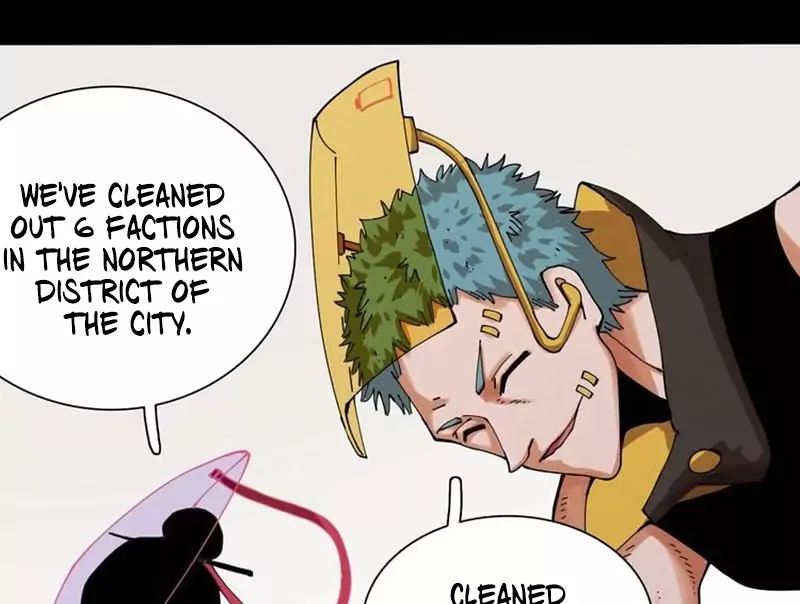 WE'VE CLEANED
OUT 6 FACTIONS
IN THE NORTHERN
DISTRICT OF
THE CITY.
CLEANED